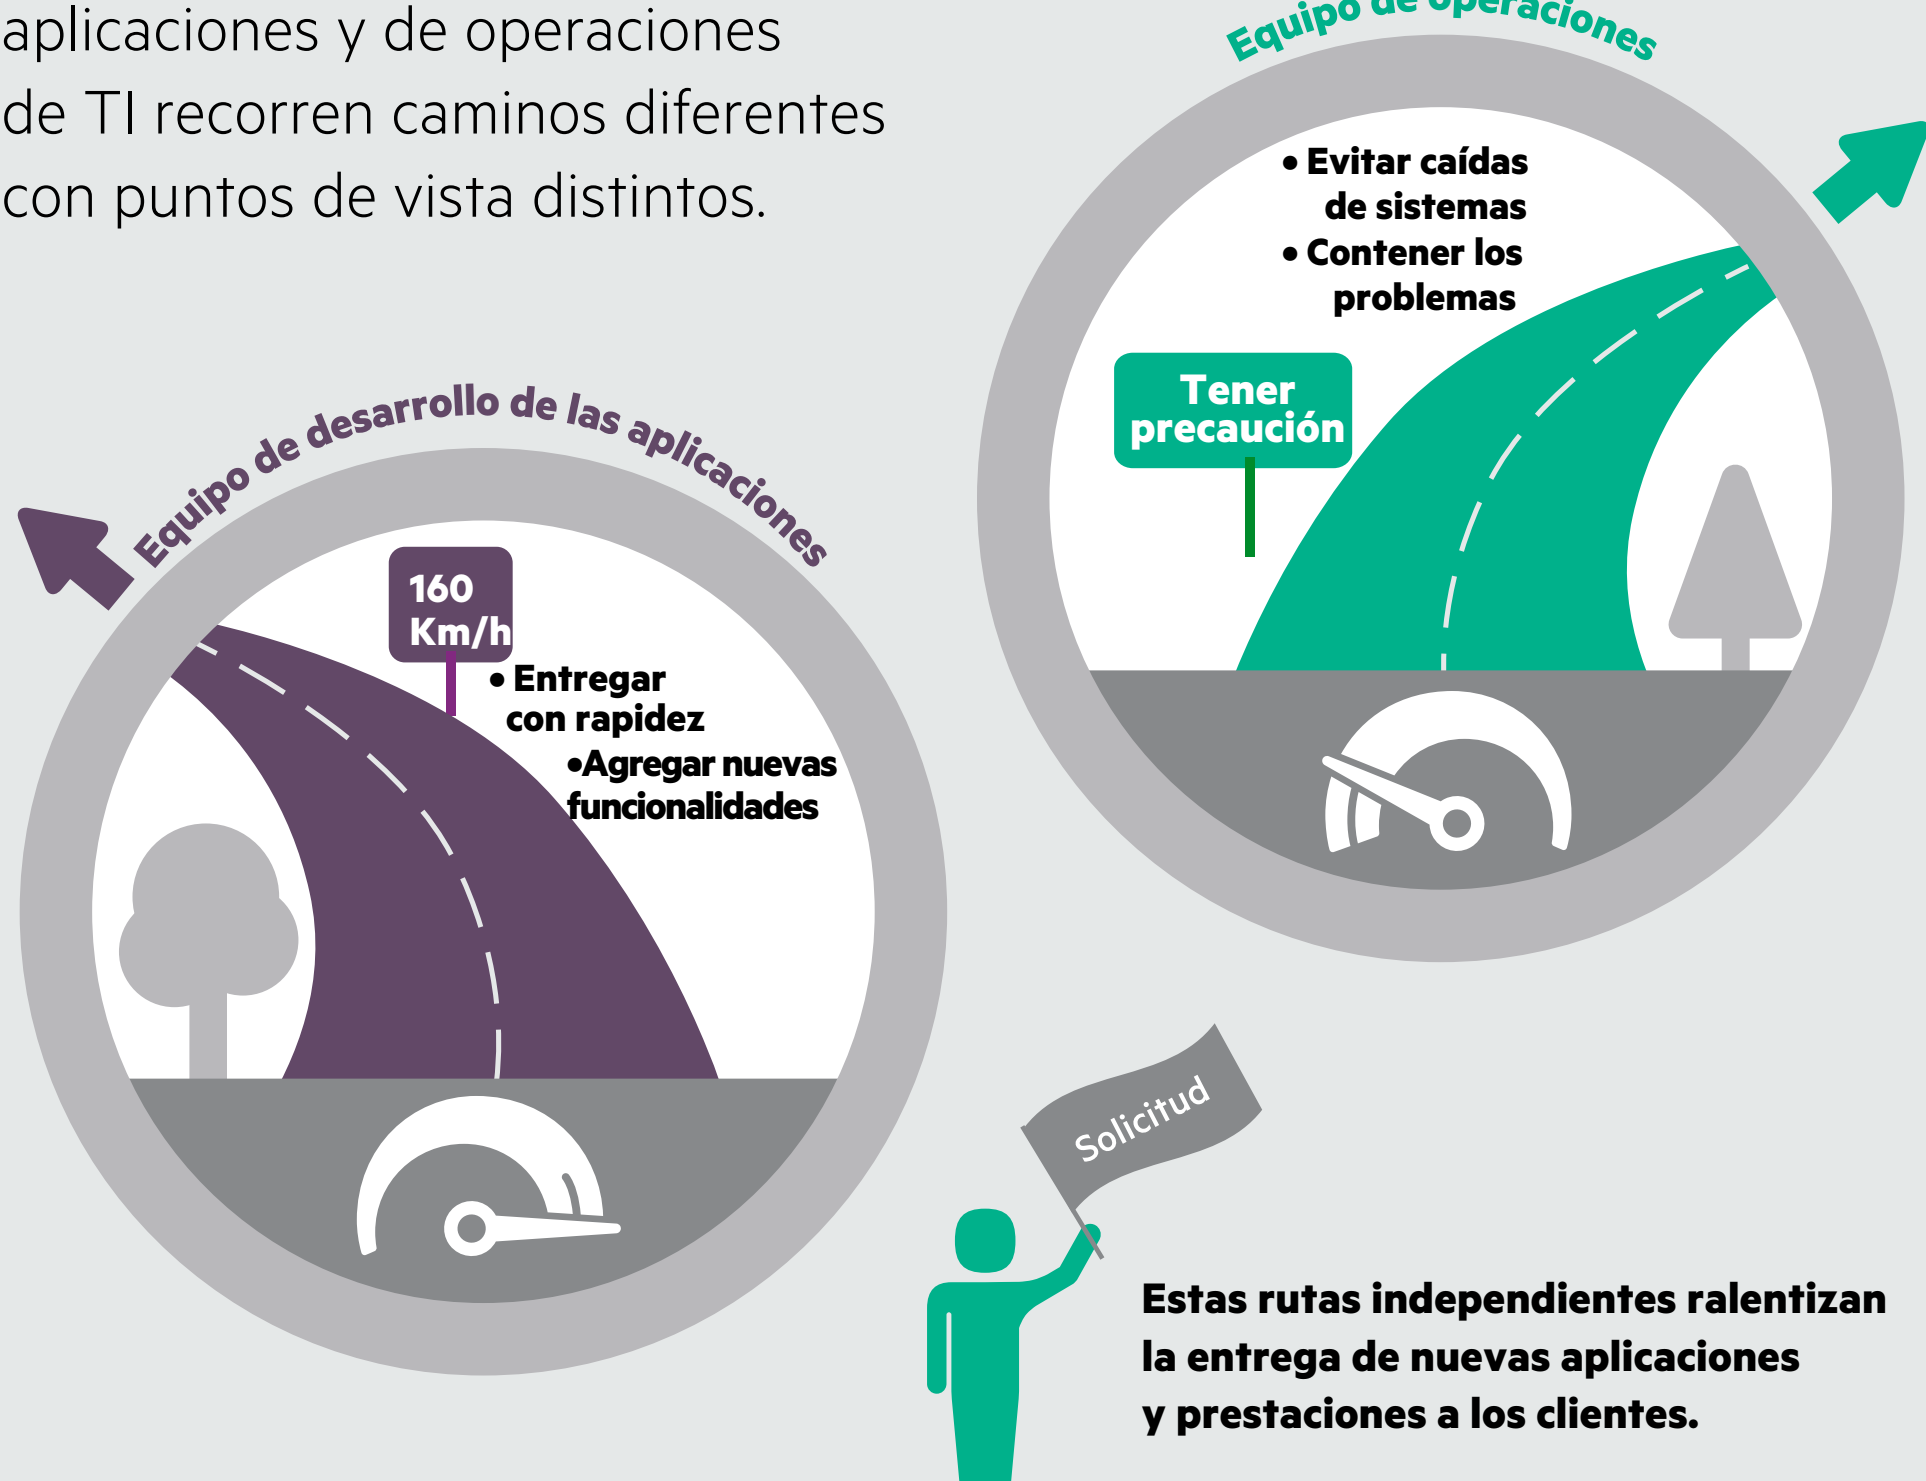 aplicaciones y de operaciones
de TI recorren caminos diferentes
con puntos de vista distintos.
Equipo de operaciones
• Evitar caídas
de sistemas
• Contener los
problemas
Tener
precaución
Equipo de desarrollo de las aplicaciones
160
Km/h
• Entregar
con rapidez
•Agregar nuevas
funcionalidades
Solicitud
Estas rutas independientes ralentizan
la entrega de nuevas aplicaciones
y prestaciones a los clientes.